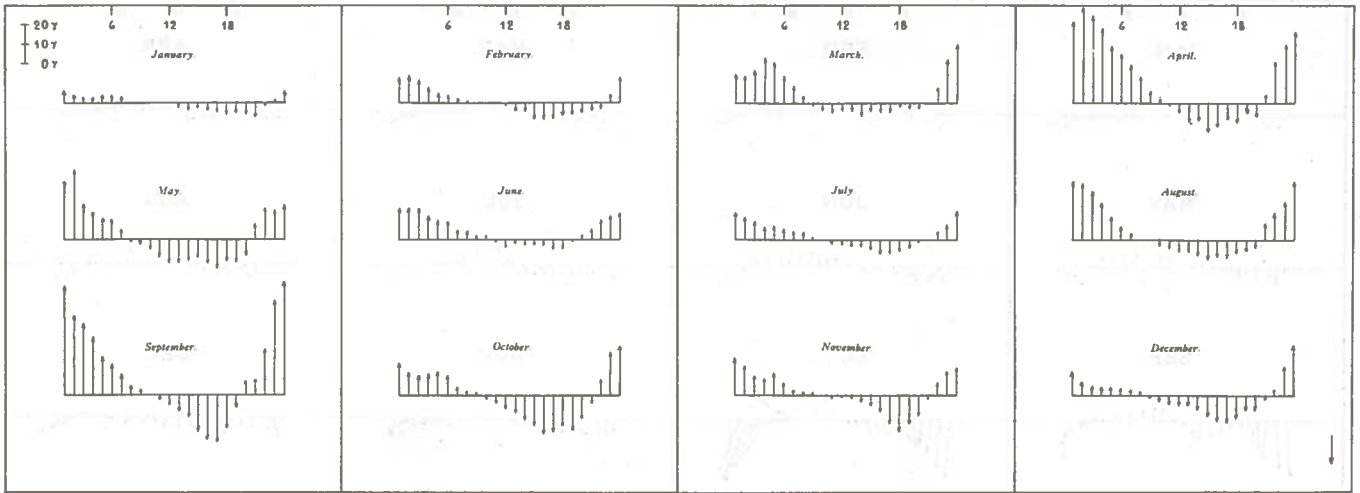 6 12 18 6 12 18 6 12 18 6 12 18
20 γ
10 γ
0 γ
January. February. March. April.
May. June. July. August.
September. October. November. December.